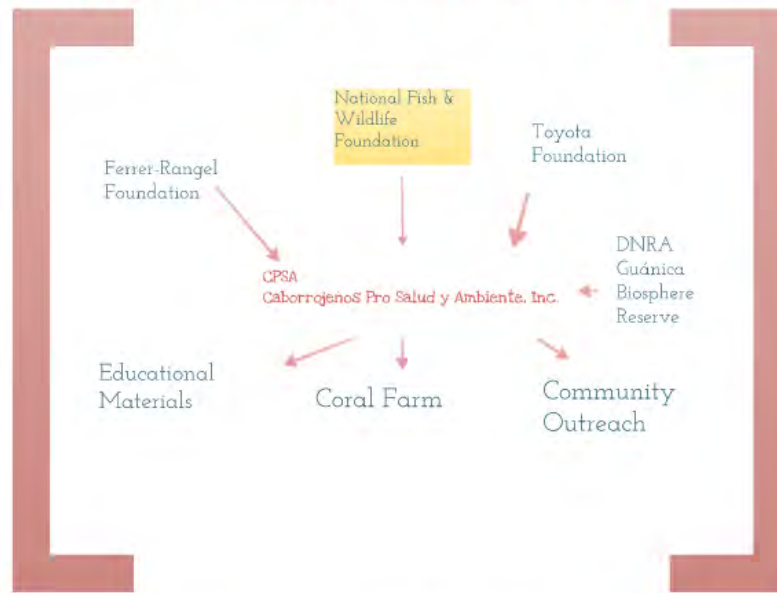 National Fish &
Wildlife
Foundation
Toyota
Foundation
Ferrer-Rangel
Foundation
DNRA
Guánica
Biosphere
Reserve
CPSA
Caborrojeños Pro Salud y Ambiente, Inc.
Educational
Materials
Coral Farm
Community
Outreach